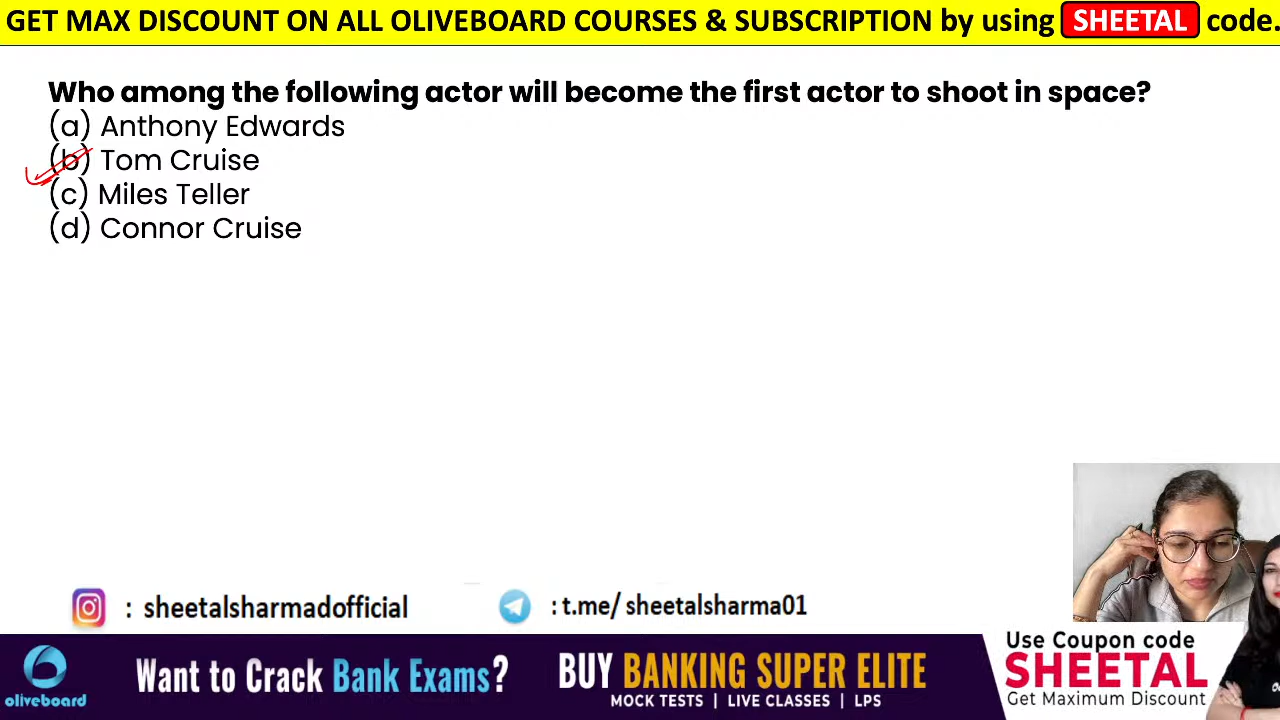 GET MAX DISCOUNT ON ALL OLIVEBOARD COURSES & SUBSCRIPTION by using SHEETAL code.
Who among the following actor will become the first actor to shoot in space?
(a) Anthony Edwards
(b) Tom Cruise
(c) Miles Teller
(d) Connor Cruise
: sheetalsharmadofficial
: t.me/ sheetalsharma01
oliveboard
Want to Crack Bank Exams?
BUY BANKING SUPER ELITE
MOCK TESTS | LIVE CLASSES | LPS
Use Coupon code
SHEETAL
Get Maximum Discount